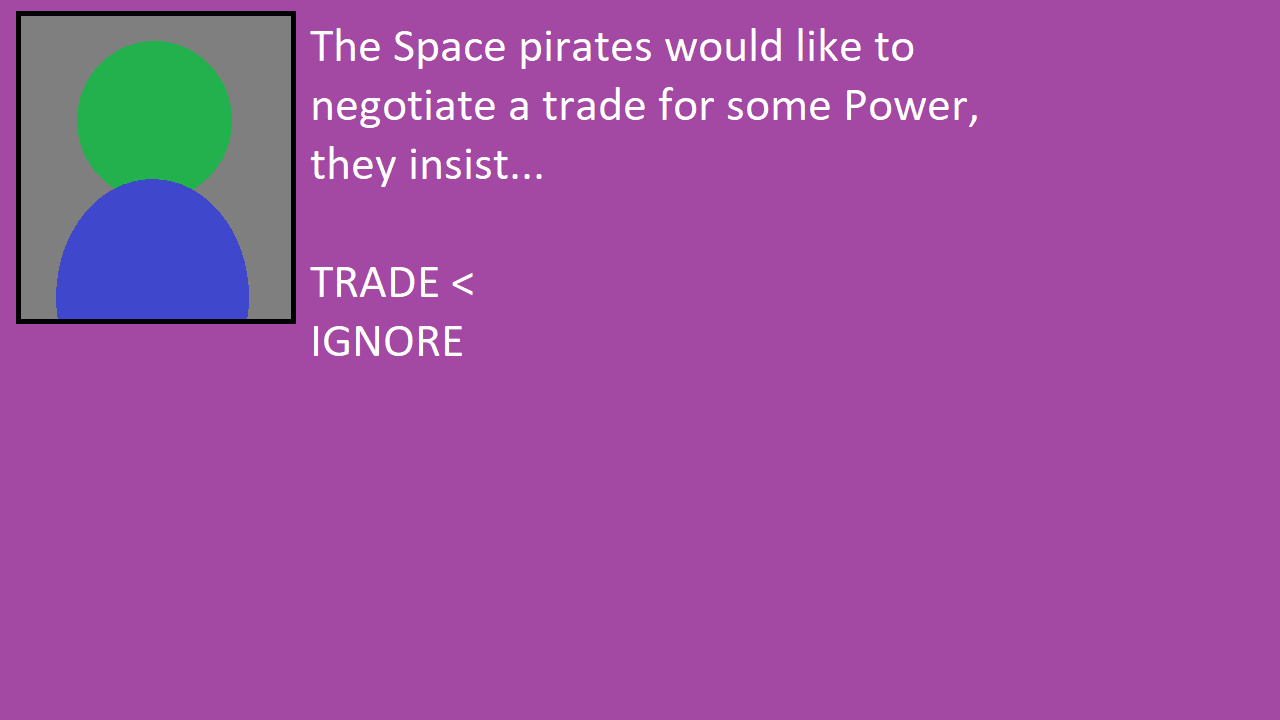 The Space pirates would like to
negotiate a trade for some Power,
they insist...
TRADE <
IGNORE